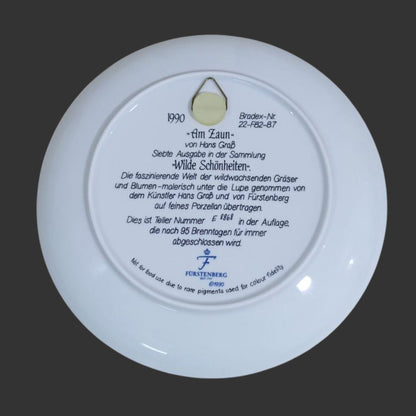 1990
Bradex-Nr.
22-F82-8.7
-Am Zaun-
von Hans Graß
Siebte Ausgabe in der Sammlung
-Wilde Schönheiten-.
Die faszinierende Welt der wildwachsenden Gräser
und Blumen-malerisch unter die Lupe genommen von
dem Künstler Hans Graß und von Fürstenberg
auf feines Porzellan übertragen.
Dies ist Teller Nummer in der Auflage,
die nach 95 Brenntagen für immer
abgeschlossen wird.
F
FÜRSTENBERG
©1990
Not for food use due to rare pigments used for colour fidelity